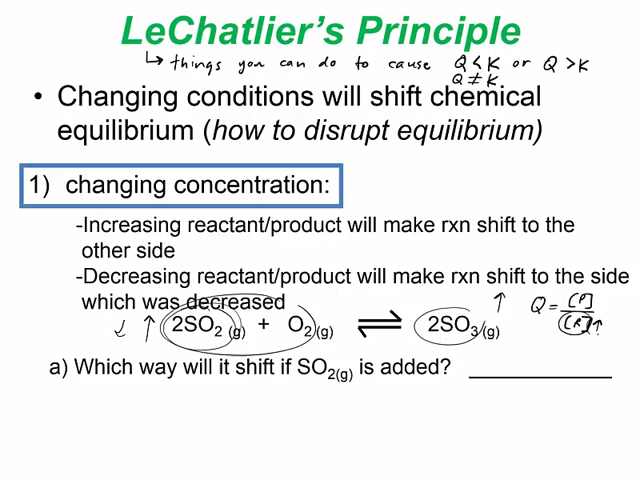 LeChatlier's Principle
↳ things you can do to cause Q < K or Q > K
Q ≠ K
• Changing conditions will shift chemical
equilibrium (how to disrupt equilibrium)
1) changing concentration:
-Increasing reactant/product will make rxn shift to the
other side
-Decreasing reactant/product will make rxn shift to the side
which was decreased
↑ 2SO₂ (g) + O₂(g) ⇌ 2SO₃(g) ↑ Q = [P]/[R]↑
a) Which way will it shift if SO₂(g) is added? ____________